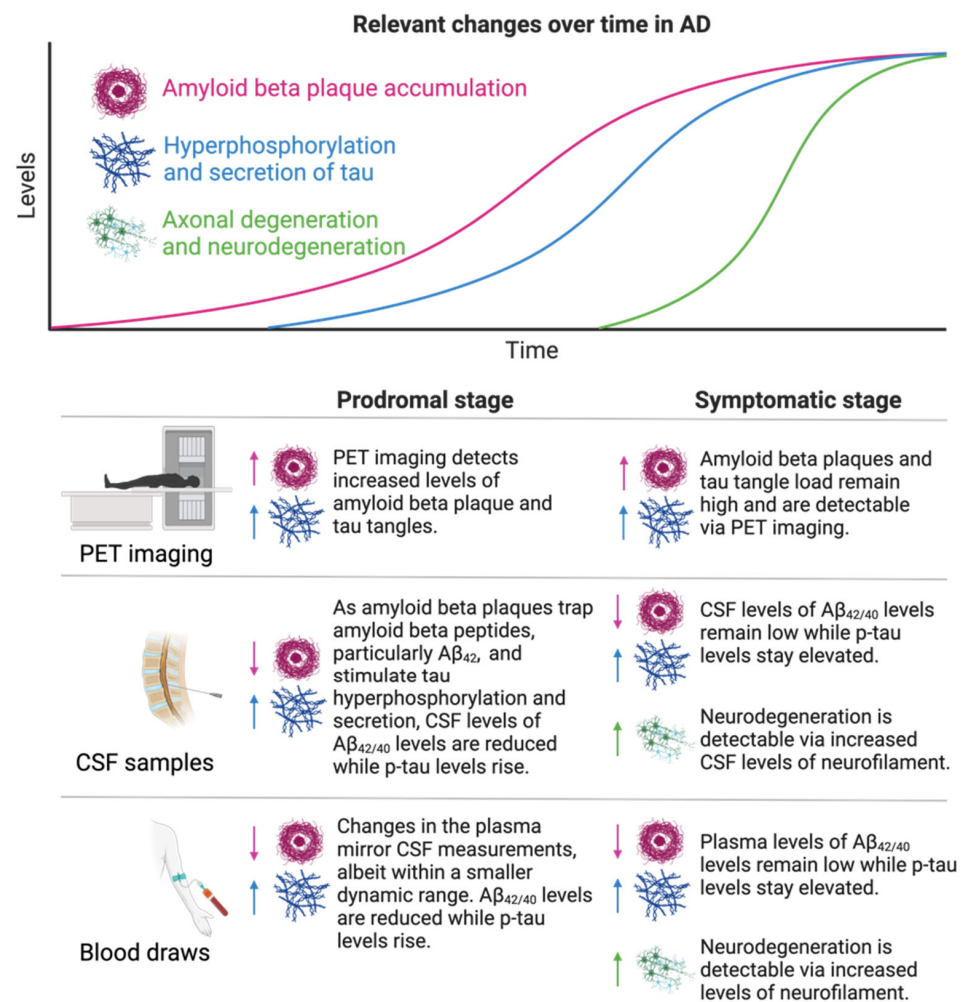 Relevant changes over time in AD
Levels
Amyloid beta plaque accumulation
Hyperphosphorylation
and secretion of tau
Axonal degeneration
and neurodegeneration
Time
Prodromal stage
Symptomatic stage
PET imaging
PET imaging detects
increased levels of
amyloid beta plaque and
tau tangles.
Amyloid beta plaques and
tau tangle load remain
high and are detectable
via PET imaging.
CSF samples
As amyloid beta plaques trap
amyloid beta peptides,
particularly Aβ₄₂, and
stimulate tau
hyperphosphorylation and
secretion, CSF levels of
Aβ₄₂/₄₀ levels are reduced
while p-tau levels rise.
CSF levels of Aβ₄₂/₄₀ levels
remain low while p-tau
levels stay elevated.
Neurodegeneration is
detectable via increased
CSF levels of neurofilament.
Blood draws
Changes in the plasma
mirror CSF measurements,
albeit within a smaller
dynamic range. Aβ₄₂/₄₀ levels
are reduced while p-tau
levels rise.
Plasma levels of Aβ₄₂/₄₀
levels remain low while p-tau
levels stay elevated.
Neurodegeneration is
detectable via increased
levels of neurofilament.